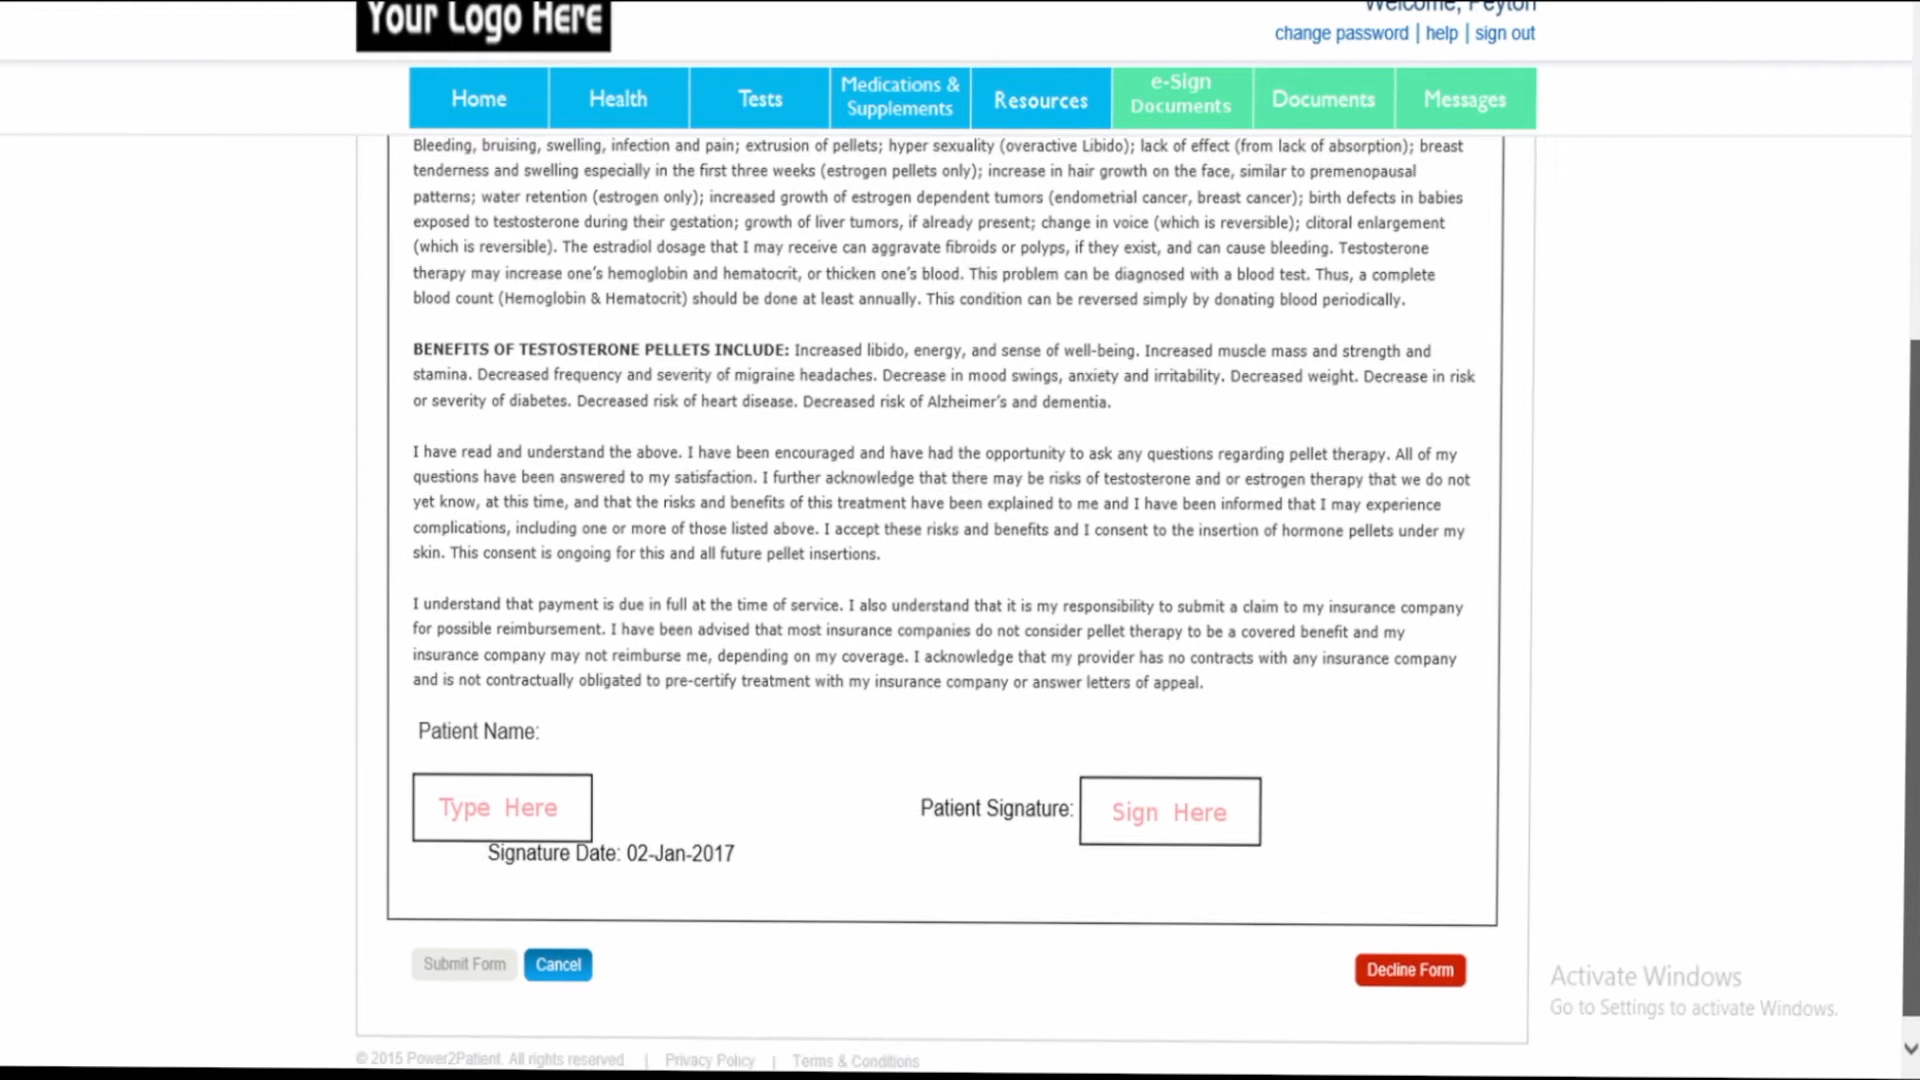 Your Logo Here
Welcome, Peyton
change password | help | sign out
Home
Health
Tests
Medications &
Supplements
Resources
e-Sign
Documents
Documents
Messages
Bleeding, bruising, swelling, infection and pain; extrusion of pellets; hyper sexuality (overactive Libido); lack of effect (from lack of absorption); breast
tenderness and swelling especially in the first three weeks (estrogen pellets only); increase in hair growth on the face, similar to premenopausal
patterns; water retention (estrogen only); increased growth of estrogen dependent tumors (endometrial cancer, breast cancer); birth defects in babies
exposed to testosterone during their gestation; growth of liver tumors, if already present; change in voice (which is reversible); clitoral enlargement
(which is reversible). The estradiol dosage that I may receive can aggravate fibroids or polyps, if they exist, and can cause bleeding. Testosterone
therapy may increase one's hemoglobin and hematocrit, or thicken one's blood. This problem can be diagnosed with a blood test. Thus, a complete
blood count (Hemoglobin & Hematocrit) should be done at least annually. This condition can be reversed simply by donating blood periodically.
BENEFITS OF TESTOSTERONE PELLETS INCLUDE: Increased libido, energy, and sense of well-being. Increased muscle mass and strength and
stamina. Decreased frequency and severity of migraine headaches. Decrease in mood swings, anxiety and irritability. Decreased weight. Decrease in risk
or severity of diabetes. Decreased risk of heart disease. Decreased risk of Alzheimer's and dementia.
I have read and understand the above. I have been encouraged and have had the opportunity to ask any questions regarding pellet therapy. All of my
questions have been answered to my satisfaction. I further acknowledge that there may be risks of testosterone and or estrogen therapy that we do not
yet know, at this time, and that the risks and benefits of this treatment have been explained to me and I have been informed that I may experience
complications, including one or more of those listed above. I accept these risks and benefits and I consent to the insertion of hormone pellets under my
skin. This consent is ongoing for this and all future pellet insertions.
I understand that payment is due in full at the time of service. I also understand that it is my responsibility to submit a claim to my insurance company
for possible reimbursement. I have been advised that most insurance companies do not consider pellet therapy to be a covered benefit and my
insurance company may not reimburse me, depending on my coverage. I acknowledge that my provider has no contracts with any insurance company
and is not contractually obligated to pre-certify treatment with my insurance company or answer letters of appeal.
Patient Name:
Type Here
Patient Signature:
Sign Here
Signature Date: 02-Jan-2017
Submit Form
Cancel
Decline Form
Activate Windows
Go to Settings to activate Windows.
© 2015 Power2Patient. All rights reserved | Privacy Policy | Terms & Conditions